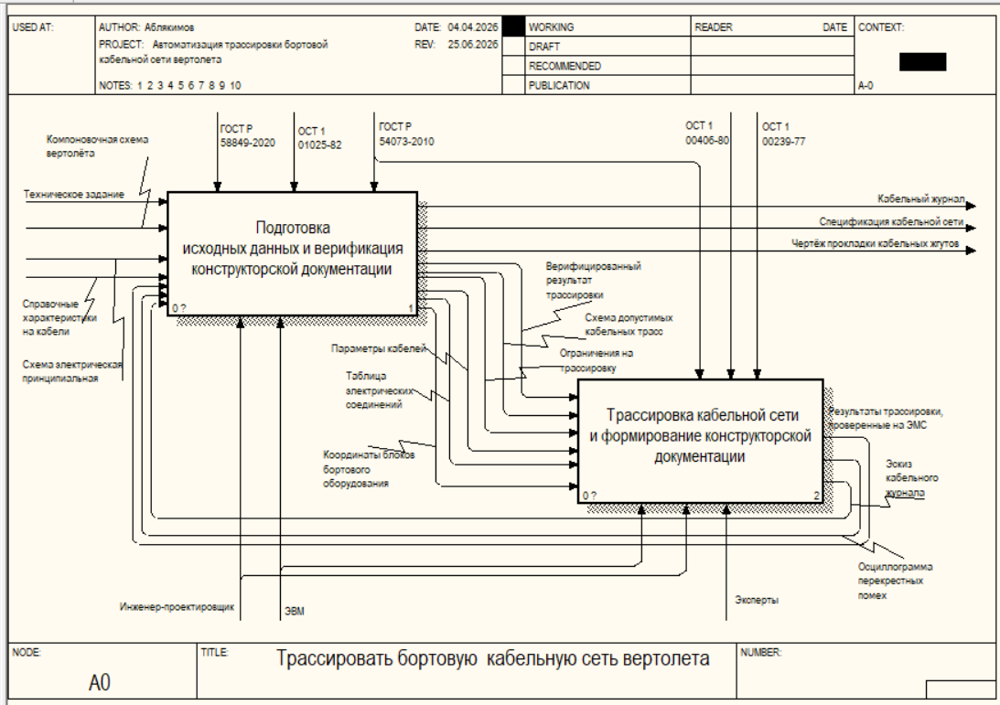 USED AT:
AUTHOR: Аблякимов
DATE: 04.04.2026
PROJECT: Автоматизация трассировки бортовой
кабельной сети вертолета
REV: 25.06.2026
NOTES: 1 2 3 4 5 6 7 8 9 10
WORKING
DRAFT
RECOMMENDED
PUBLICATION
READER
DATE
CONTEXT:
A-0
Компоновочная схема
вертолёта
ГОСТ Р
58849-2020
ОСТ 1
01025-82
ГОСТ Р
54073-2010
ОСТ 1
00406-80
ОСТ 1
00239-77
Техническое задание
Подготовка
исходных данных и верификация
конструкторской документации
0 ?
1
Кабельный журнал
Спецификация кабельной сети
Чертёж прокладки кабельных жгутов
Справочные
характеристики
на кабели
Схема электрическая
принципиальная
Верифицированный
результат
трассировки
Схема допустимых
кабельных трасс
Ограничения на
трассировку
Параметры кабелей
Таблица
электрических
соединений
Координаты блоков
бортового
оборудования
Трассировка кабельной сети
и формирование конструкторской
документации
0 ?
2
Результаты трассировки,
проверенные на ЭМС
Эскиз
кабельного
журнала
Осциллограмма
перекрестных
помех
Инженер-проектировщик
ЭВМ
Эксперты
NODE:
A0
TITLE:
Трассировать бортовую кабельную сеть вертолета
NUMBER: